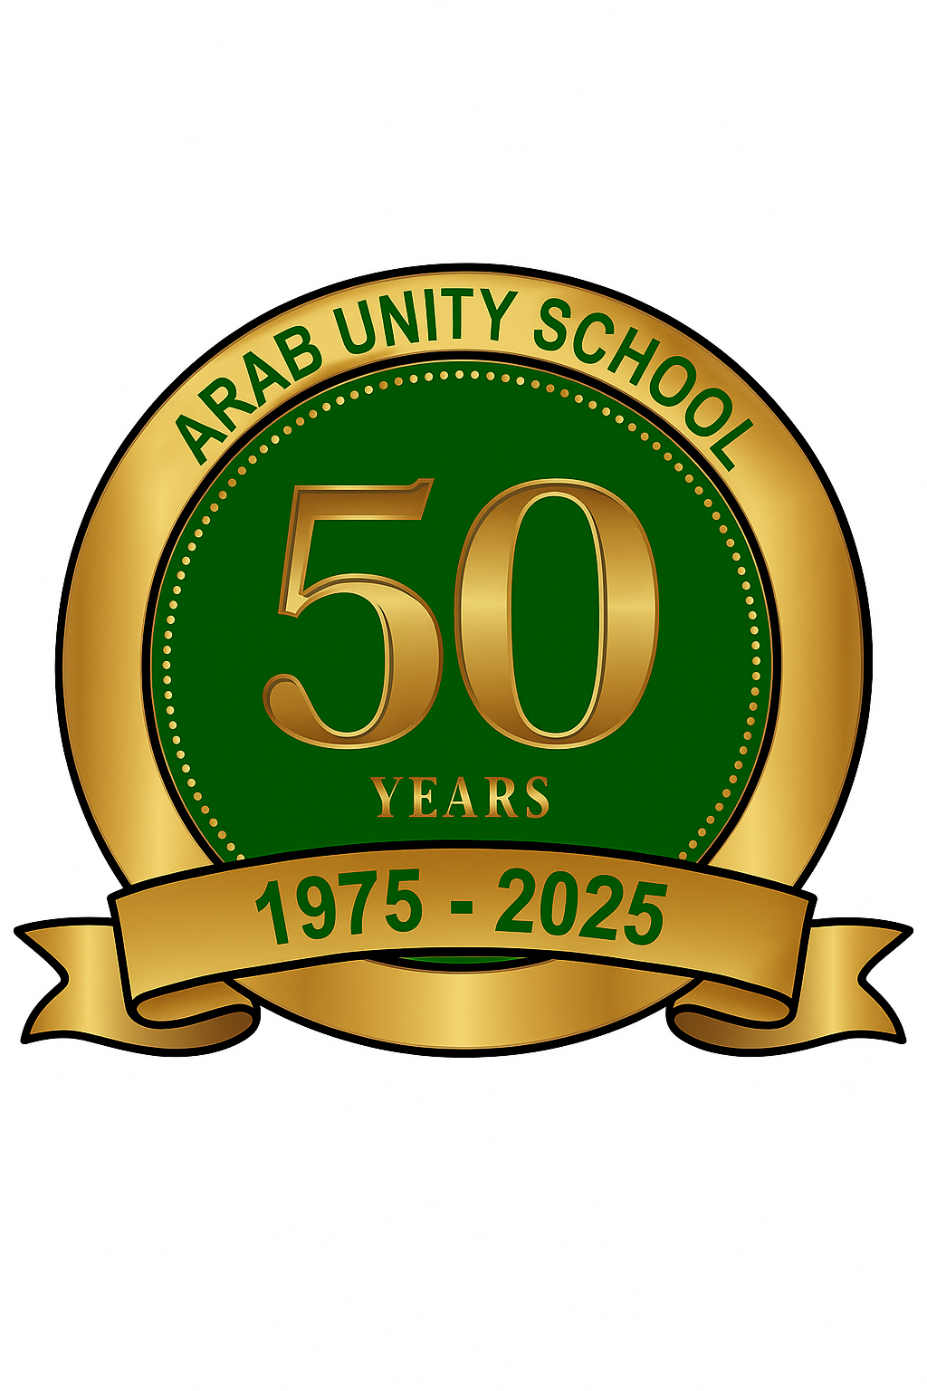 ARAB UNITY SCHOOL
50
YEARS
1975 - 2025